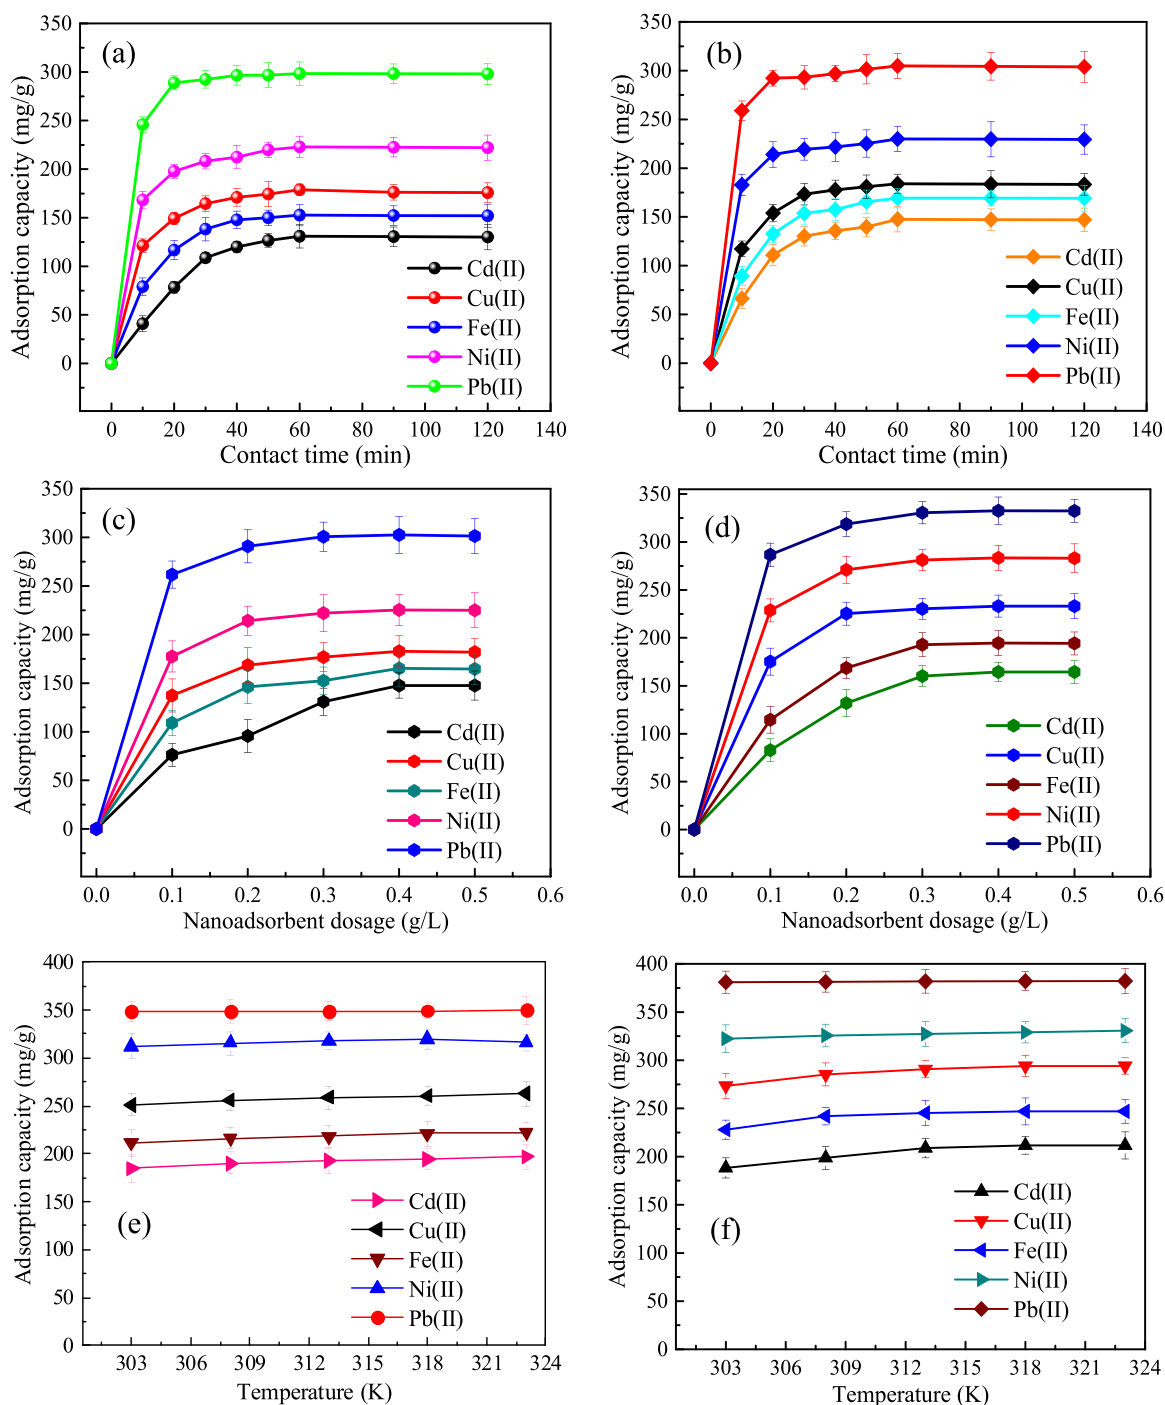 (a)
Adsorption capacity (mg/g)
350
300
250
200
150
100
50
0
Cd(II)
Cu(II)
Fe(II)
Ni(II)
Pb(II)
0 20 40 60 80 100 120 140
Contact time (min)
(b)
Adsorption capacity (mg/g)
350
300
250
200
150
100
50
0
Cd(II)
Cu(II)
Fe(II)
Ni(II)
Pb(II)
0 20 40 60 80 100 120 140
Contact time (min)
(c)
Adsorption capacity (mg/g)
350
300
250
200
150
100
50
0
Cd(II)
Cu(II)
Fe(II)
Ni(II)
Pb(II)
0.0 0.1 0.2 0.3 0.4 0.5 0.6
Nanoadsorbent dosage (g/L)
(d)
Adsorption capacity (mg/g)
350
300
250
200
150
100
50
0
Cd(II)
Cu(II)
Fe(II)
Ni(II)
Pb(II)
0.0 0.1 0.2 0.3 0.4 0.5 0.6
Nanoadsorbent dosage (g/L)
Adsorption capacity (mg/g)
400
350
300
250
200
150
100
50
0
(e)
Cd(II)
Cu(II)
Fe(II)
Ni(II)
Pb(II)
303 306 309 312 315 318 321 324
Temperature (K)
Adsorption capacity (mg/g)
400
350
300
250
200
150
100
50
0
(f)
Cd(II)
Cu(II)
Fe(II)
Ni(II)
Pb(II)
303 306 309 312 315 318 321 324
Temperature (K)